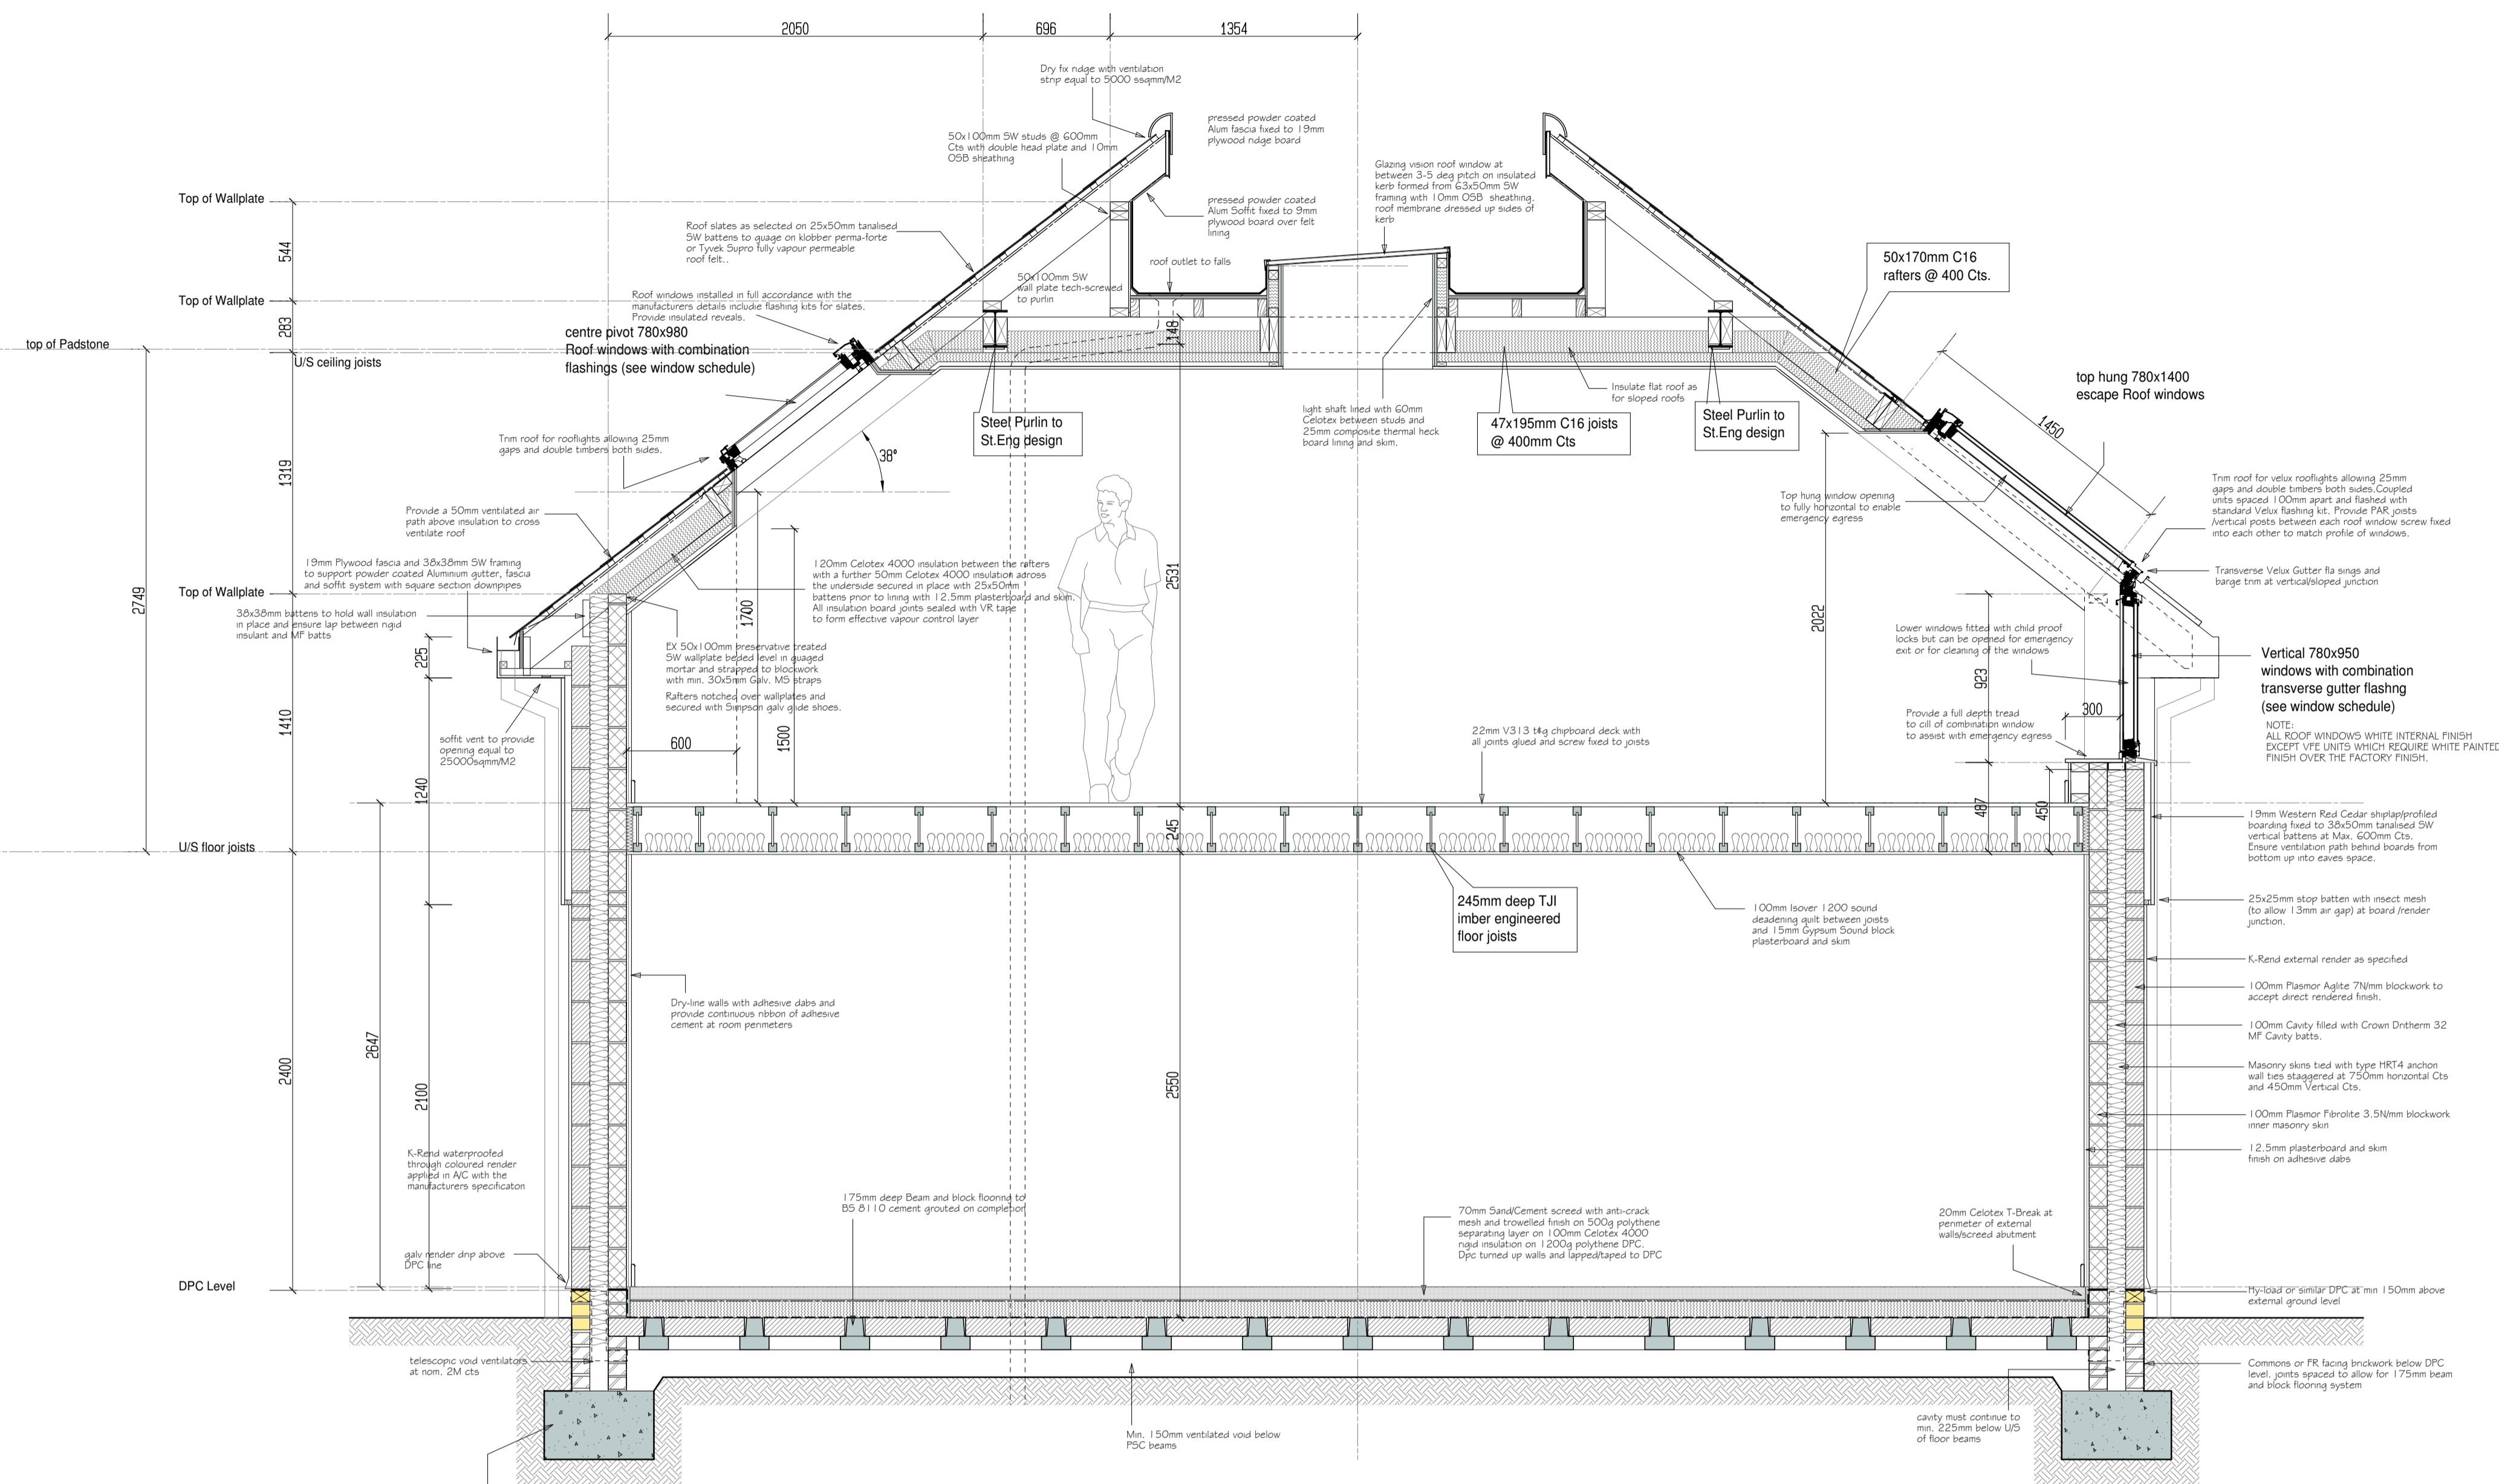 2050
696
1354
Dry fix ridge with ventilation
strip equal to 5000 ssqmm/M2
pressed powder coated
Alum fascia fixed to 19mm
plywood ridge board
50x100mm SW studs @ 600mm
Cts with double head plate and 10mm
OSB sheathing
Glazing vision roof window at
between 3-5 deg pitch on insulated
kerb formed from 63x50mm SW
framing with 10mm OSB sheathing.
roof membrane dressed up sides of
kerb
Top of Wallplate
pressed powder coated
Alum Soffit fixed to 9mm
plywood board over felt
lining
Roof slates as selected on 25x50mm tanalised
SW battens to guage on klobber perma-forte
or Tyvek Supro fully vapour permeable
roof felt..
544
roof outlet to falls
50x170mm C16
rafters @ 400 Cts.
50x100mm SW
wall plate tech-screwed
to purlin
Top of Wallplate
Roof windows installed in full accordance with the
manufacturers details include flashing kits for slates.
Provide insulated reveals.
283
148
centre pivot 780x980
Roof windows with combination
flashings (see window schedule)
top of Padstone
U/S ceiling joists
top hung 780x1400
escape Roof windows
Insulate flat roof as
for sloped roofs
light shaft lined with 60mm
Celotex between studs and
25mm composite thermal heck
board lining and skim.
Steel Purlin to
St.Eng design
47x195mm C16 joists
@ 400mm Cts
Steel Purlin to
St.Eng design
1450
Trim roof for rooflights allowing 25mm
gaps and double timbers both sides.
38°
1319
Top hung window opening
to fully horizontal to enable
emergency egress
Trim roof for velux rooflights allowing 25mm
gaps and double timbers both sides.Coupled
units spaced 100mm apart and flashed with
standard Velux flashing kit. Provide PAR joists
/vertical posts between each roof window screw fixed
into each other to match profile of windows.
Provide a 50mm ventilated air
path above insulation to cross
ventilate roof
19mm Plywood fascia and 38x38mm SW framing
to support powder coated Aluminium gutter, fascia
and soffit system with square section downpipes
120mm Celotex 4000 insulation between the rafters
with a further 50mm Celotex 4000 insulation across
the underside secured in place with 25x50mm
battens prior to lining with 12.5mm plasterboard and skim.
All insulation board joints sealed with VR tape
to form effective vapour control layer
Transverse Velux Gutter fla sings and
barge trim at vertical/sloped junction
2749
Top of Wallplate
2531
1700
2022
38x38mm battens to hold wall insulation
in place and ensure lap between rigid
insulant and MF batts
Lower windows fitted with child proof
locks but can be opened for emergency
exit or for cleaning of the windows
225
EX 50x100mm preservative treated
SW wallplate beded level in guaged
mortar and strapped to blockwork
with min. 30x5mm Galv. MS straps
Rafters notched over wallplates and
secured with Simpson galv glide shoes.
Vertical 780x950
windows with combination
transverse gutter flashng
(see window schedule)
NOTE:
ALL ROOF WINDOWS WHITE INTERNAL FINISH
EXCEPT VFE UNITS WHICH REQUIRE WHITE PAINTED
FINISH OVER THE FACTORY FINISH.
923
300
1410
1500
600
Provide a full depth tread
to cill of combination window
to assist with emergency egress
soffit vent to provide
opening equal to
25000sqmm/M2
22mm V313 t&g chipboard deck with
all joints glued and screw fixed to joists
1240
487
450
245
19mm Western Red Cedar shiplap/profiled
boarding fixed to 38x50mm tanalised SW
vertical battens at Max. 600mm Cts.
Ensure ventilation path behind boards from
bottom up into eaves space.
U/S floor joists
245mm deep TJI
imber engineered
floor joists
100mm Isover 1200 sound
deadening quilt between joists
and 15mm Gypsum Sound block
plasterboard and skim
25x25mm stop batten with insect mesh
(to allow 13mm air gap) at board /render
junction.
K-Rend external render as specified
Dry-line walls with adhesive dabs and
provide continuous ribbon of adhesive
cement at room perimeters
100mm Plasmor Aglite 7N/mm blockwork to
accept direct rendered finish.
100mm Cavity filled with Crown Dritherm 32
MF Cavity batts.
2647
2400
2100
2550
Masonry skins tied with type HRT4 anchon
wall ties staggered at 750mm horizontal Cts
and 450mm Vertical Cts.
100mm Plasmor Fibrolite 3.5N/mm blockwork
inner masonry skin
12.5mm plasterboard and skim
finish on adhesive dabs
K-Rend waterproofed
through coloured render
applied in A/C with the
manufacturers specificaton
175mm deep Beam and block flooring to
BS 8110 cement grouted on completion
70mm Sand/Cement screed with anti-crack
mesh and trowelled finish on 500g polythene
separating layer on 100mm Celotex 4000
rigid insulation on 1200g polythene DPC.
Dpc turned up walls and lapped/taped to DPC
20mm Celotex T-Break at
perimeter of external
walls/screed abutment
galv render drip above
DPC line
DPC Level
Hy-load or similar DPC at min 150mm above
external ground level
telescopic void ventilators
at nom. 2M cts
Commons or FR facing brickwork below DPC
level. joints spaced to allow for 175mm beam
and block flooring system
Min. 150mm ventilated void below
PSC beams
cavity must continue to
min. 225mm below U/S
of floor beams